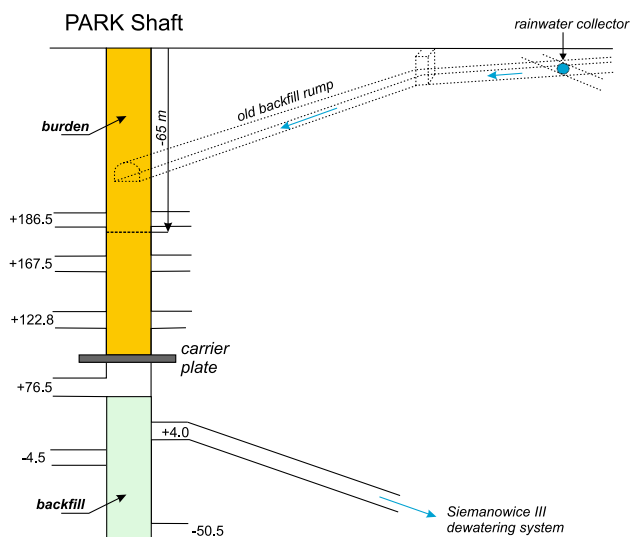 PARK Shaft
rainwater collector
old backfill rump
burden
-65 m
+186.5
+167.5
+122.8
carrier
plate
+76.5
+4.0
-4.5
backfill
-50.5
Siemanowice III
dewatering system